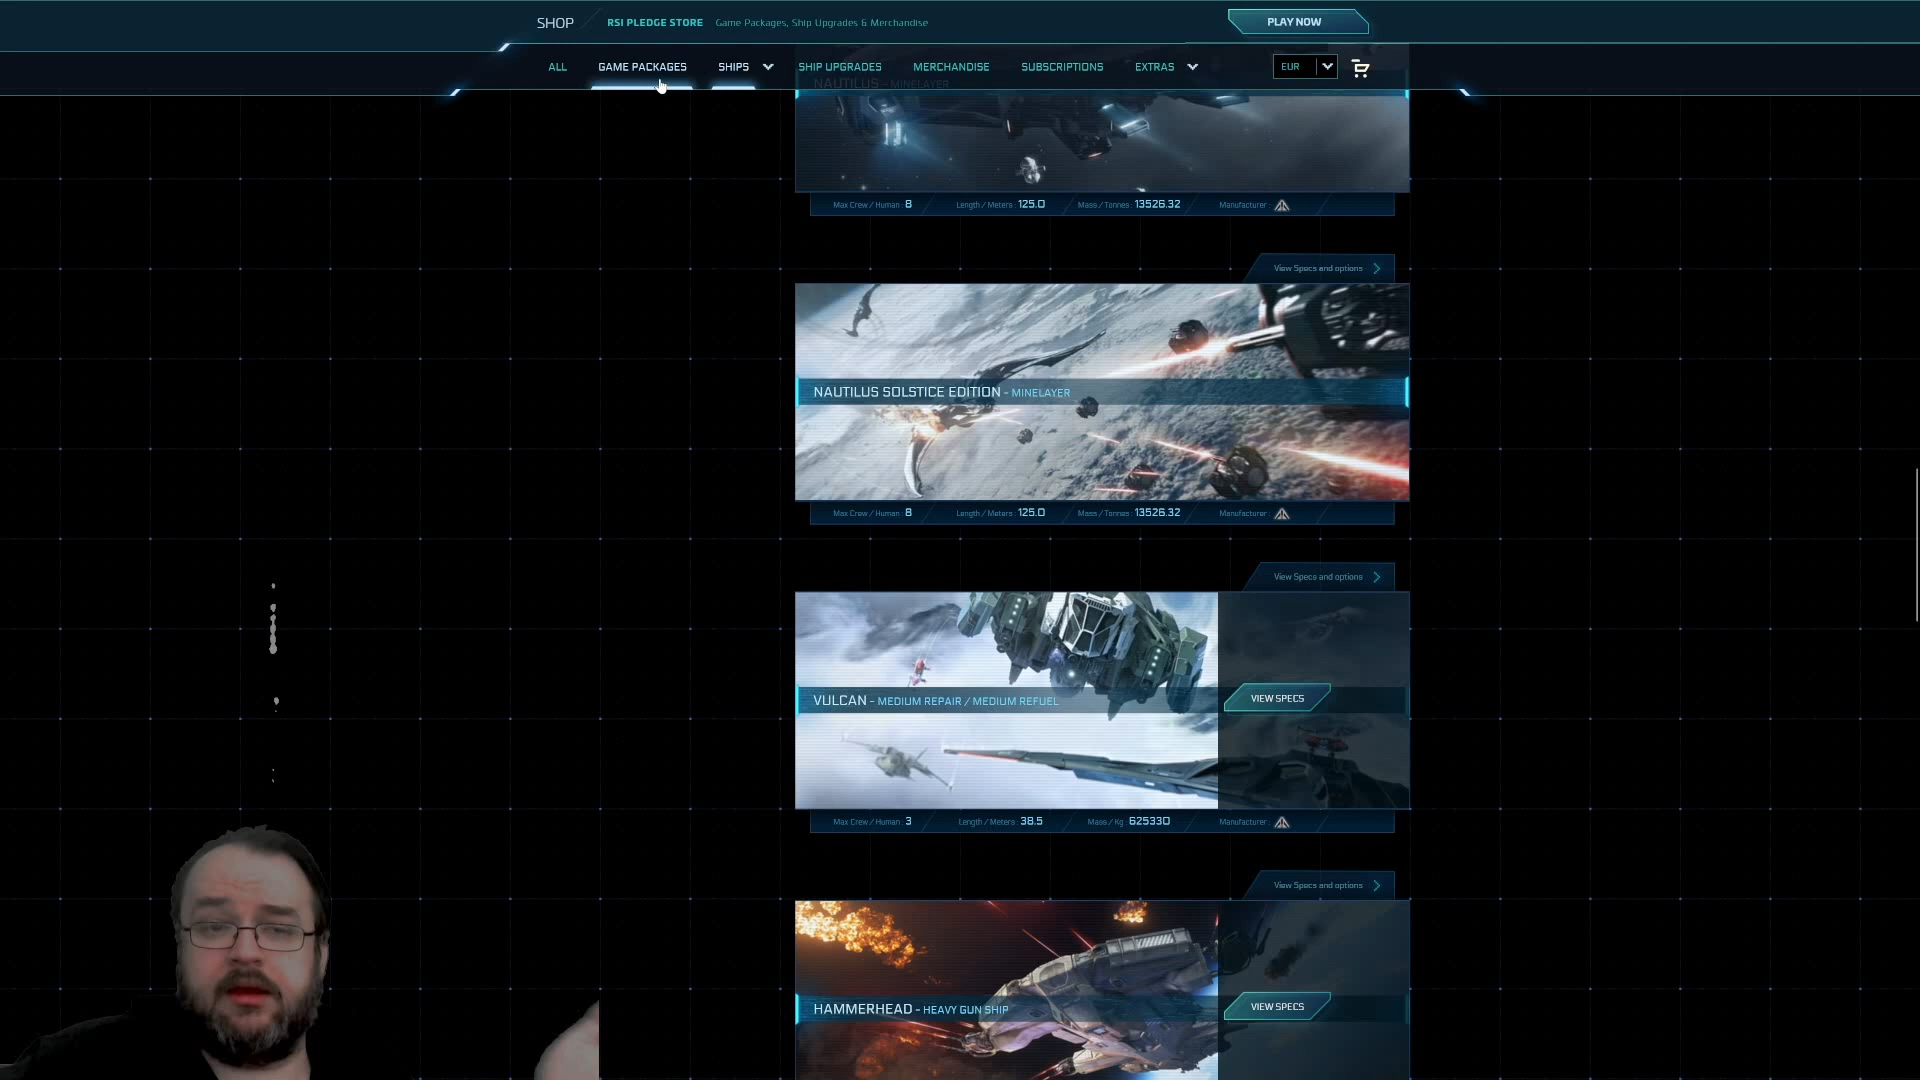 SHOP
RSI PLEDGE STORE Game Packages, Ship Upgrades & Merchandise
PLAY NOW
ALL GAME PACKAGES SHIPS SHIP UPGRADES MERCHANDISE SUBSCRIPTIONS EXTRAS EUR
NAUTILUS - MINELAYER
Max Crew / Human : 8 Length / Meters : 125.0 Mass / Tonnes : 13526.32 Manufacturer :
View Specs and options
NAUTILUS SOLSTICE EDITION - MINELAYER
Max Crew / Human : 8 Length / Meters : 125.0 Mass / Tonnes : 13526.32 Manufacturer :
View Specs and options
VULCAN - MEDIUM REPAIR / MEDIUM REFUEL
VIEW SPECS
Max Crew / Human : 3 Length / Meters : 38.5 Mass / Kg : 625330 Manufacturer :
View Specs and options
HAMMERHEAD - HEAVY GUN SHIP
VIEW SPECS